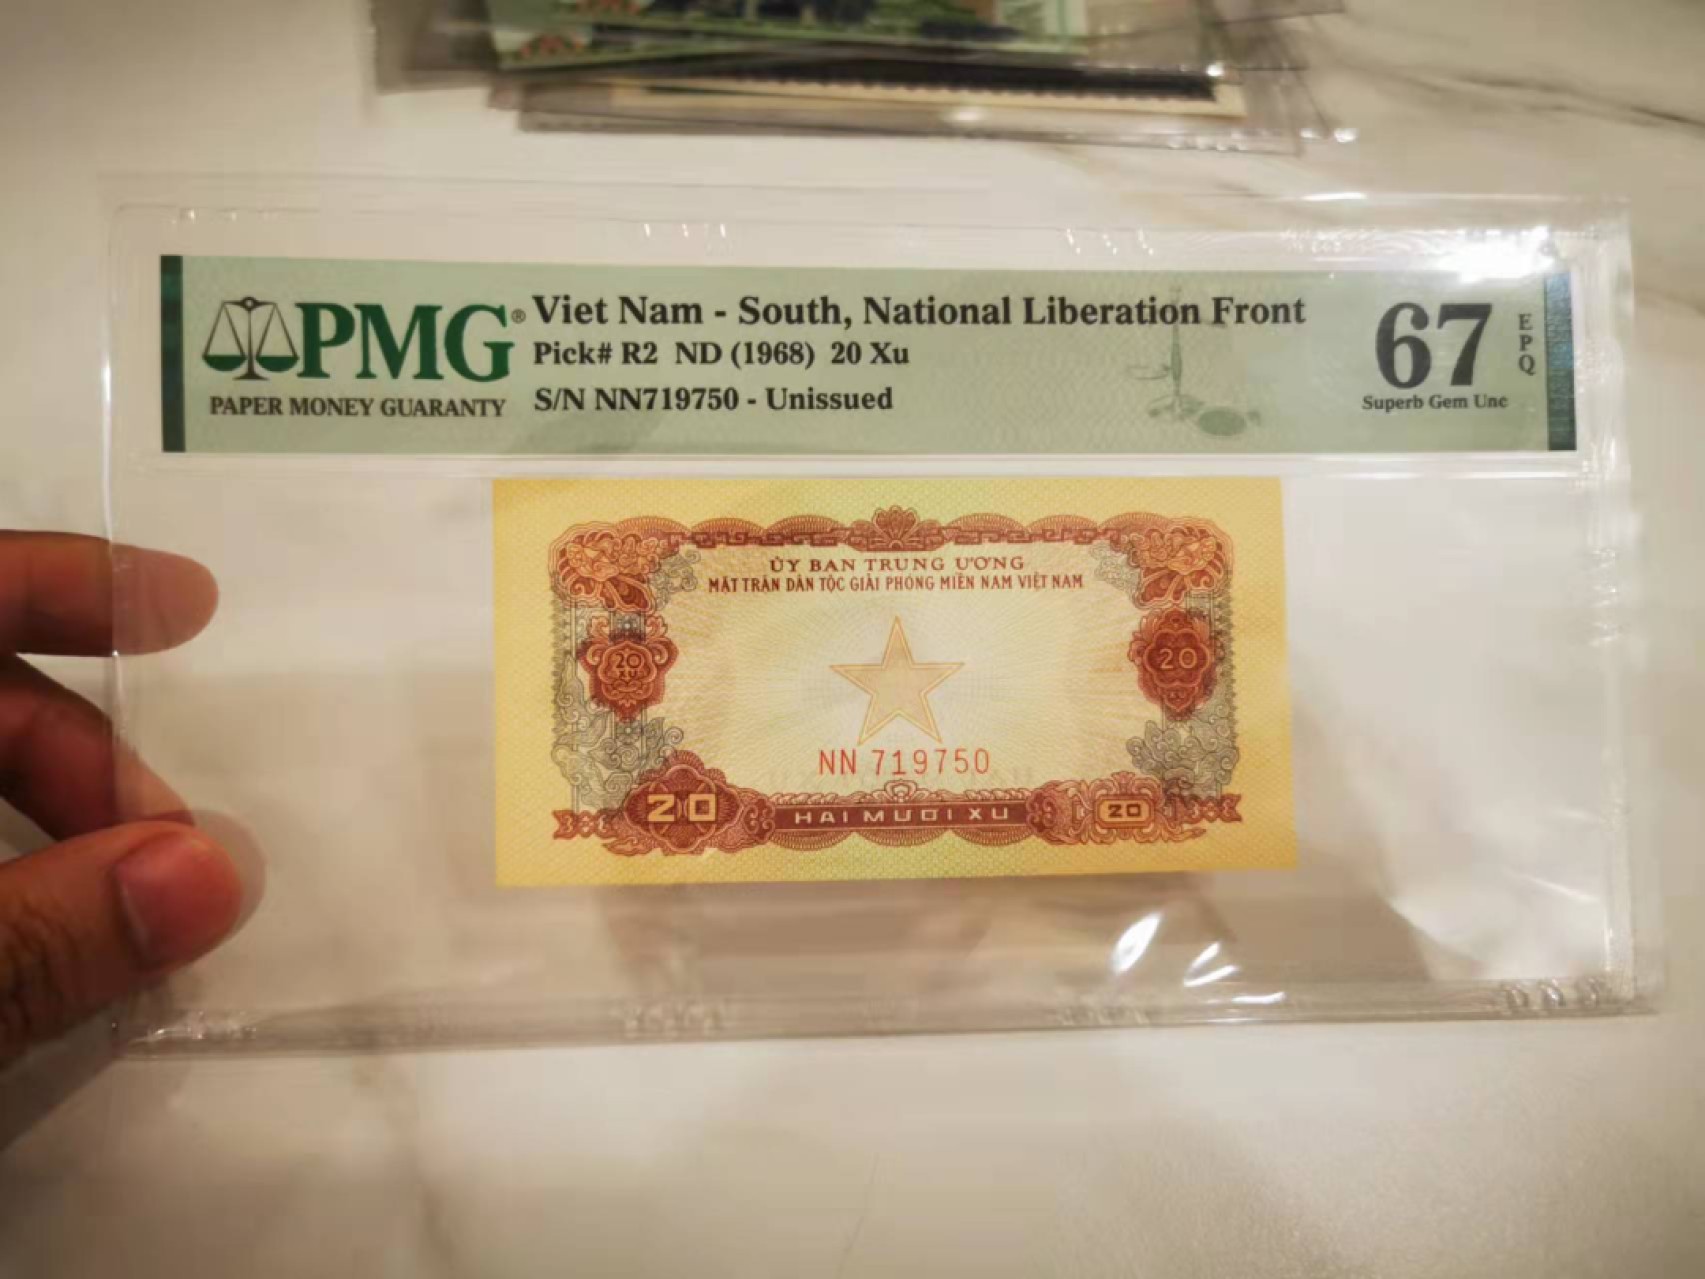 PMG®
PAPER MONEY GUARANTY
Viet Nam - South, National Liberation Front
Pick# R2 ND (1968) 20 Xu
S/N NN719750 - Unissued
67
EPQ
Superb Gem Unc
ỦY BAN TRUNG ƯƠNG
MẶT TRẬN DÂN TỘC GIẢI PHÓNG MIỀN NAM VIỆT NAM
20
XU
20
XU
NN 719750
20
HAI MƯƠI XU
20